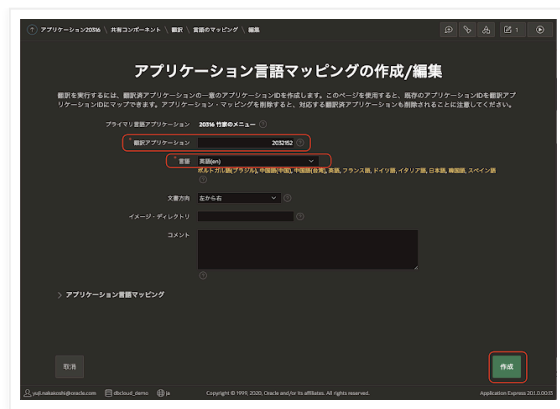 アプリケーション20316 \ 共有コンポーネント \ 翻訳 \ 言語のマッピング \ 編集
1
アプリケーション言語マッピングの作成/編集
翻訳を実行するには、翻訳済アプリケーションの一意のアプリケーションIDを作成します。このページを使用すると、既存のアプリケーションIDを翻訳アプ
リケーションIDにマップできます。アプリケーション・マッピングを削除すると、対応する翻訳済アプリケーションも削除されることに注意してください。
プライマリ言語アプリケーション 20316 竹家のメニュー
* 翻訳アプリケーション 2032152
* 言語 英語(en)
ポルトガル語(ブラジル), 中国語(中国), 中国語(台湾), 英語, フランス語, ドイツ語, イタリア語, 日本語, 韓国語, スペイン語
文書方向 左から右
イメージ・ディレクトリ
コメント
> アプリケーション言語マッピング
取消 作成
yuji.nakakoshi@oracle.com dbcloud_demo ja Copyright © 1999, 2020, Oracle and/or its affiliates. All rights reserved. Application Express 20.1.0.00.13